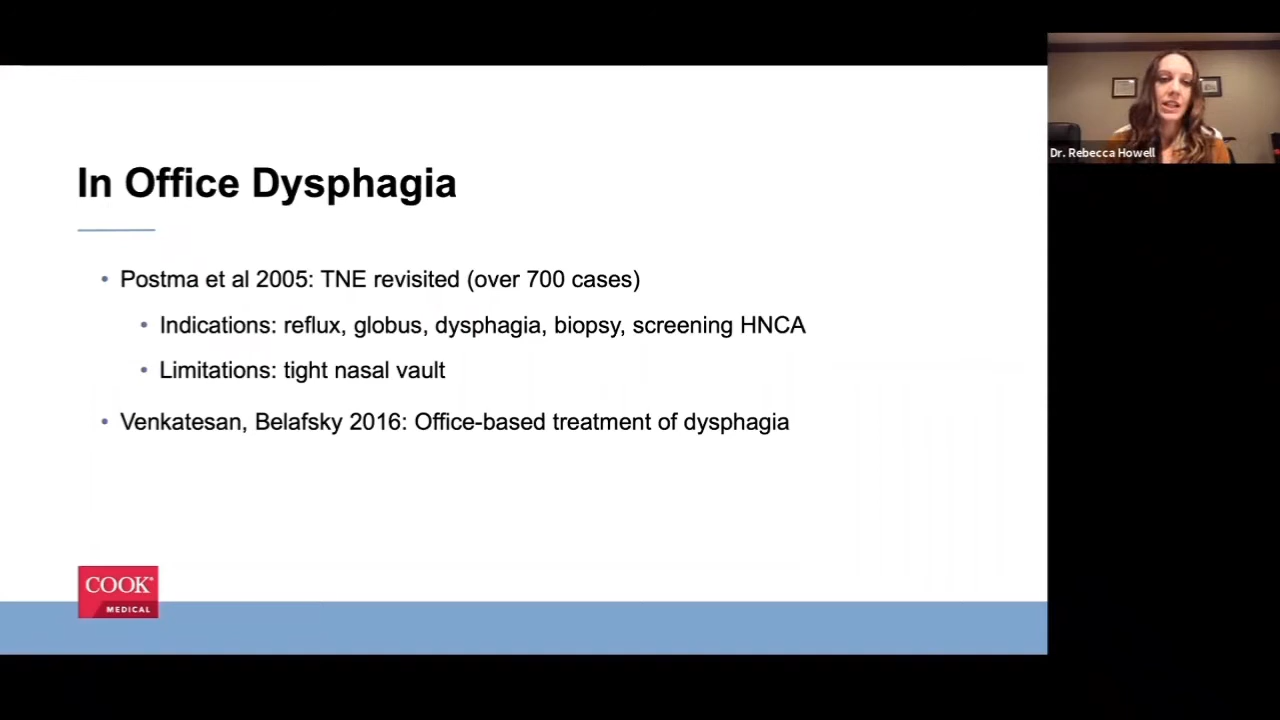 In Office Dysphagia
• Postma et al 2005: TNE revisited (over 700 cases)
• Indications: reflux, globus, dysphagia, biopsy, screening HNCA
• Limitations: tight nasal vault
• Venkatesan, Belafsky 2016: Office-based treatment of dysphagia
COOK®
MEDICAL
Dr. Rebecca Howell